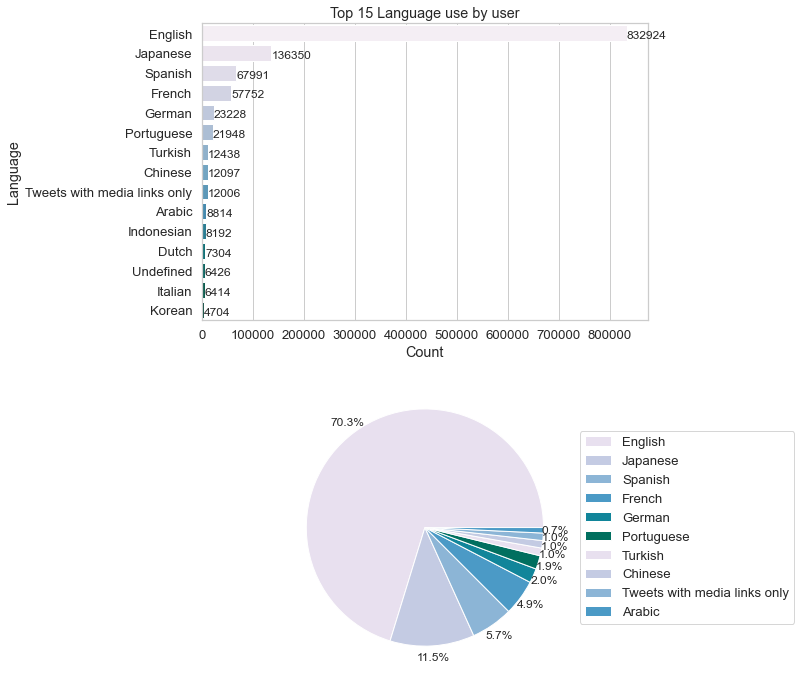 Top 15 Language use by user
Language
English 832924
Japanese 136350
Spanish 67991
French 57752
German 23228
Portuguese 21948
Turkish 12438
Chinese 12097
Tweets with media links only 12006
Arabic 8814
Indonesian 8192
Dutch 7304
Undefined 6426
Italian 6414
Korean 4704
0 100000 200000 300000 400000 500000 600000 700000 800000
Count
70.3%
11.5%
5.7%
4.9%
2.0%
1.9%
1.0%
1.0%
1.0%
0.7%
English
Japanese
Spanish
French
German
Portuguese
Turkish
Chinese
Tweets with media links only
Arabic